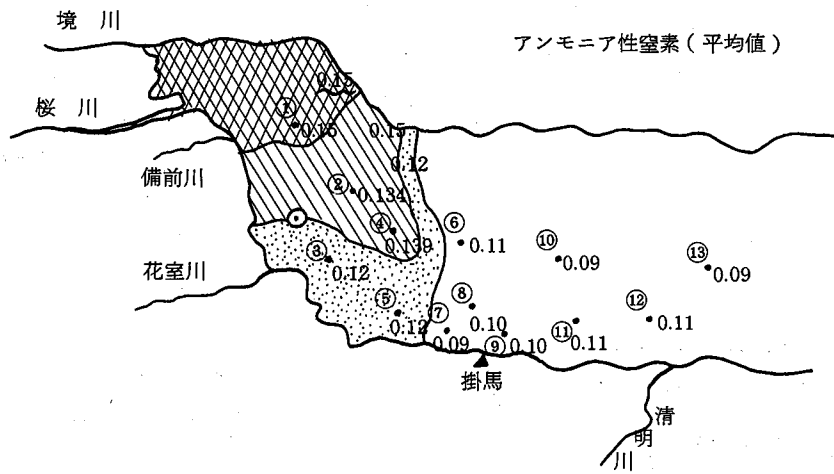 境川
アンモニア性窒素(平均値)
桜川
備前川
花室川
0.15
① 0.15
0.15
0.12
② 0.134
④ 0.139
③ 0.12
⑤ 0.12
⑥ 0.11
⑦ 0.09
⑧ 0.10
⑨ 0.10
⑩ 0.09
⑪ 0.11
⑫ 0.11
⑬ 0.09
掛馬
清明川